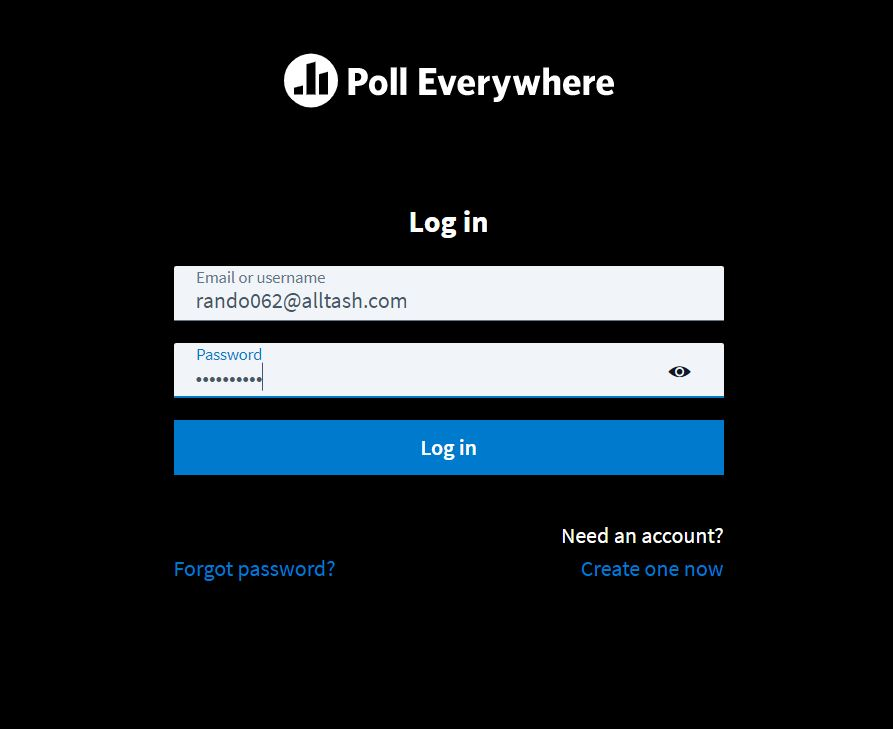 Poll Everywhere
Log in
Email or username
rando062@alltash.com
Password
••••••••••
Log in
Need an account?
Forgot password? Create one now